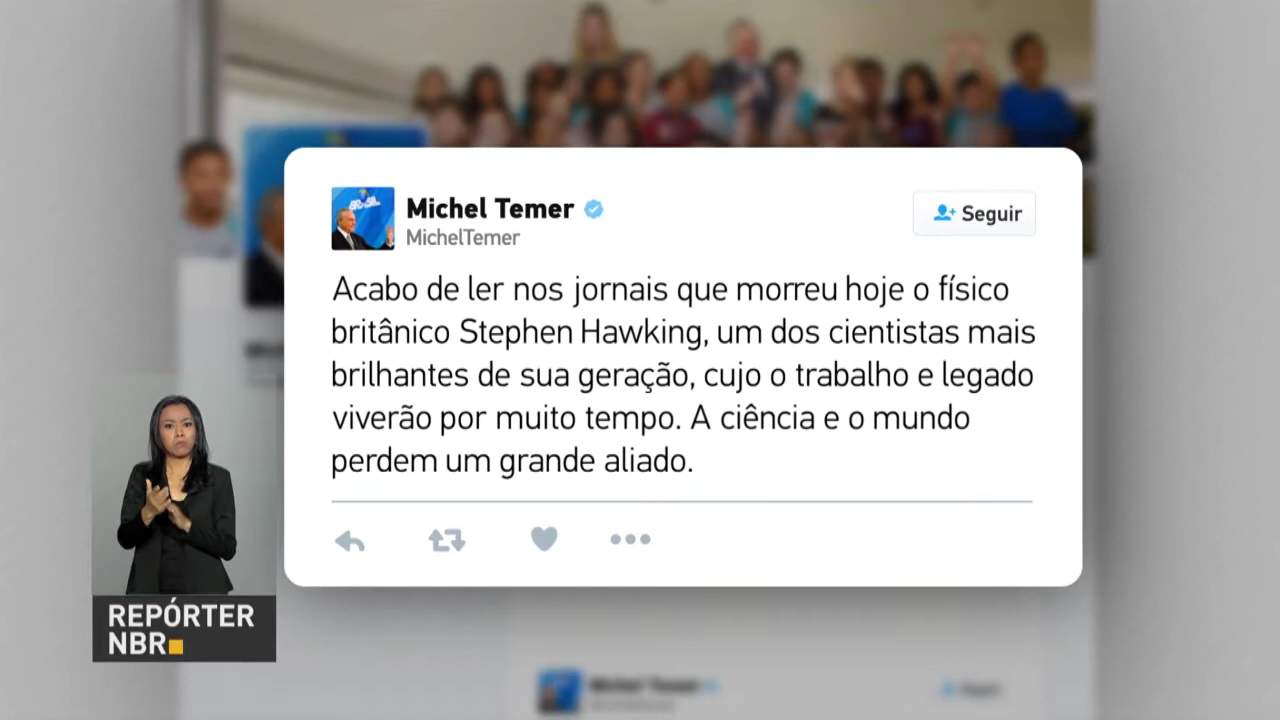 Michel Temer
MichelTemer
Seguir
Acabo de ler nos jornais que morreu hoje o físico
britânico Stephen Hawking, um dos cientistas mais
brilhantes de sua geração, cujo o trabalho e legado
viverão por muito tempo. A ciência e o mundo
perdem um grande aliado.
REPÓRTER
NBR
Michel Temer